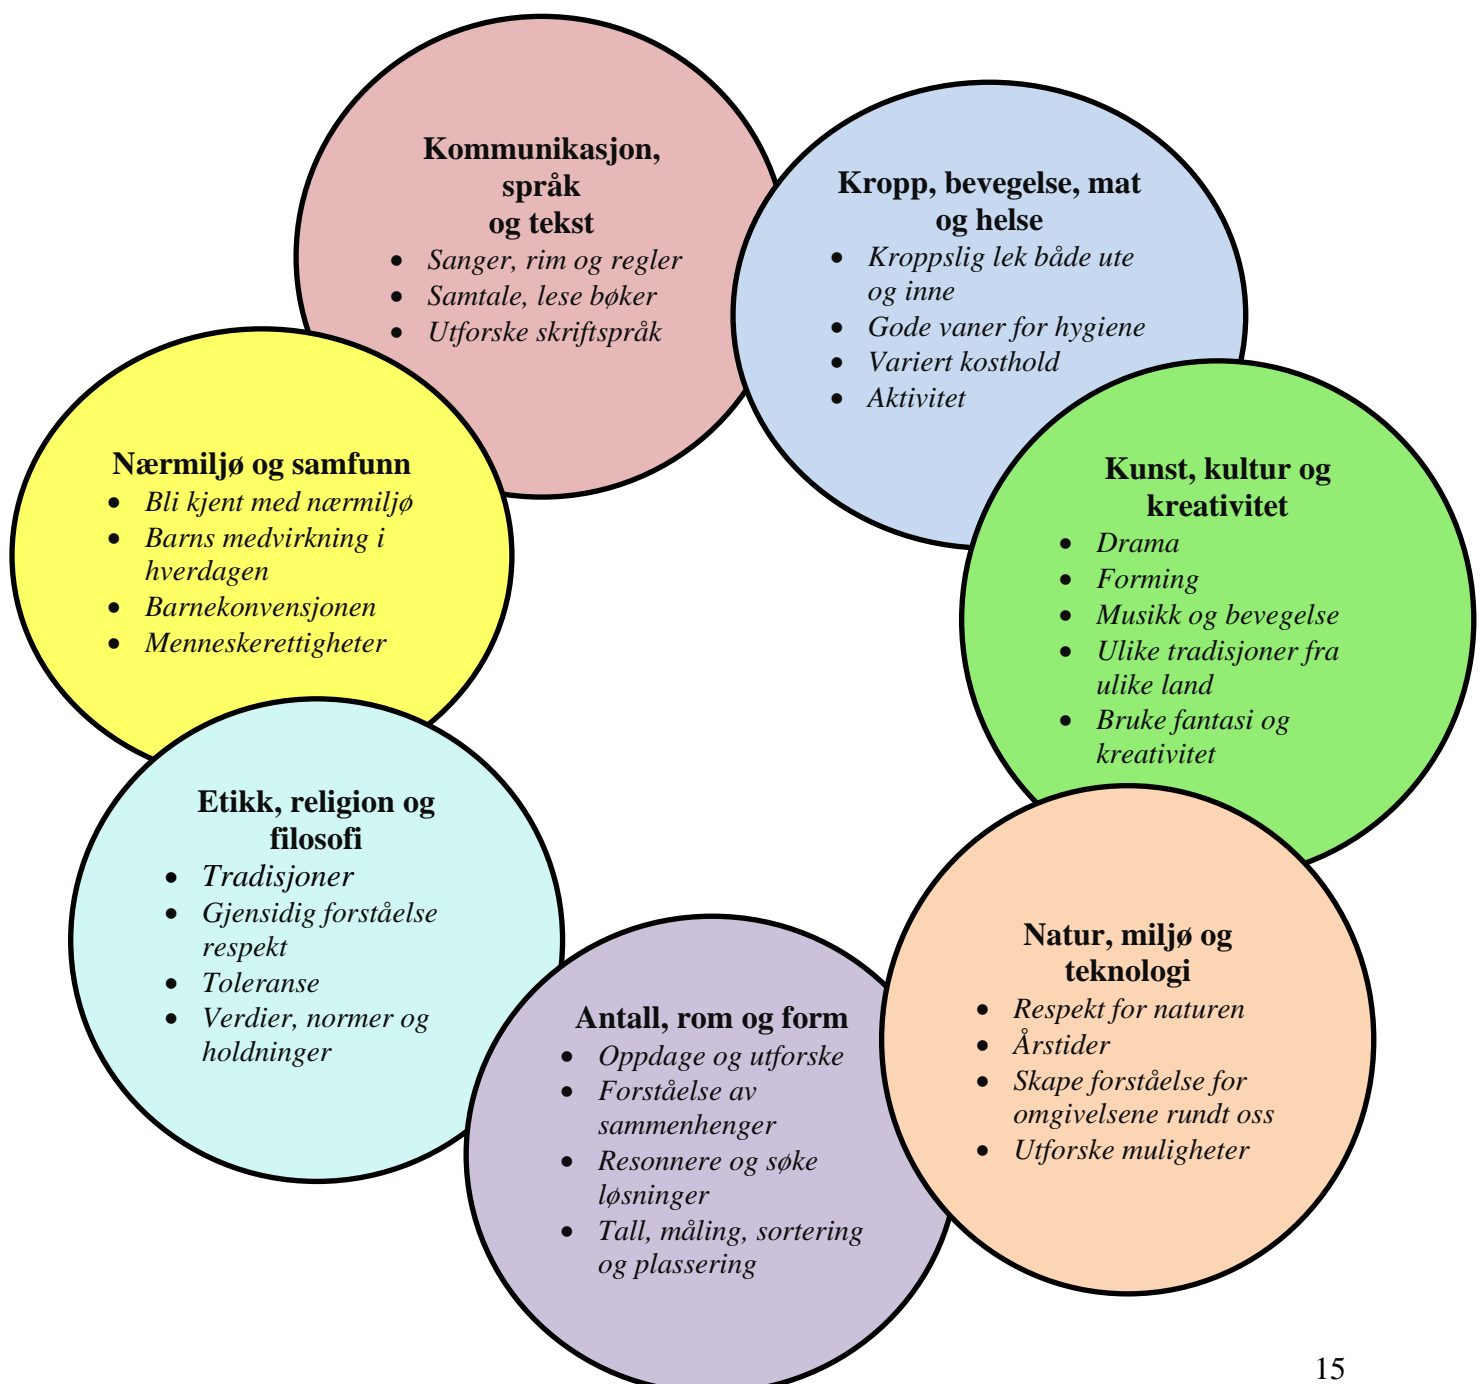 Kommunikasjon,
språk
og tekst
• Sanger, rim og regler
• Samtale, lese bøker
• Utforske skriftspråk
Kropp, bevegelse, mat
og helse
• Kroppslig lek både ute
og inne
• Gode vaner for hygiene
• Variert kosthold
• Aktivitet
Nærmiljø og samfunn
• Bli kjent med nærmiljø
• Barns medvirkning i
hverdagen
• Barnekonvensjonen
• Menneskerettigheter
Kunst, kultur og
kreativitet
• Drama
• Forming
• Musikk og bevegelse
• Ulike tradisjoner fra
ulike land
• Bruke fantasi og
kreativitet
Etikk, religion og
filosofi
• Tradisjoner
• Gjensidig forståelse
respekt
• Toleranse
• Verdier, normer og
holdninger
Antall, rom og form
• Oppdage og utforske
• Forståelse av
sammenhenger
• Resonnere og søke
løsninger
• Tall, måling, sortering
og plassering
Natur, miljø og
teknologi
• Respekt for naturen
• Årstider
• Skape forståelse for
omgivelsene rundt oss
• Utforske muligheter
15